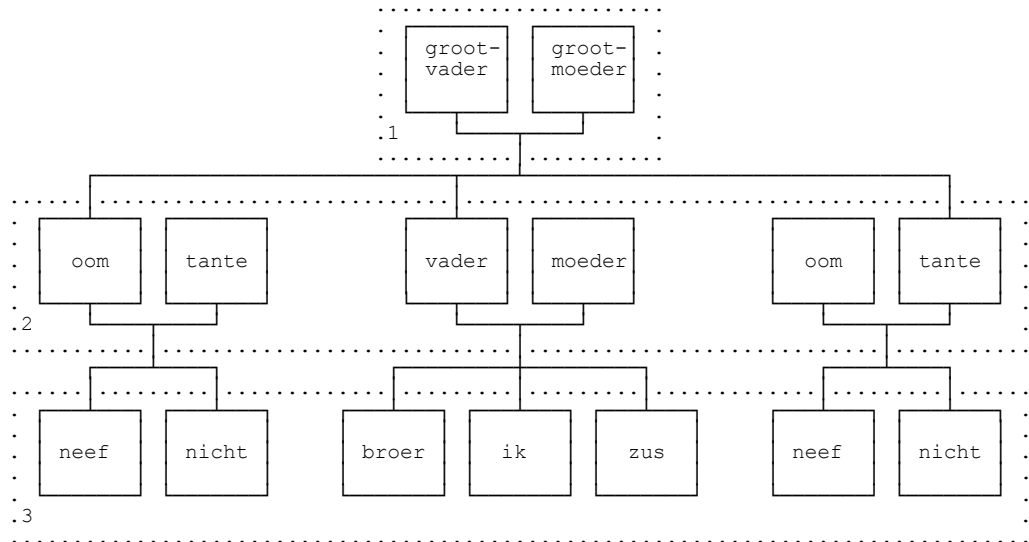 groot- groot-
vader moeder
1
oom tante vader moeder oom tante
2
neef nicht broer ik zus neef nicht
3